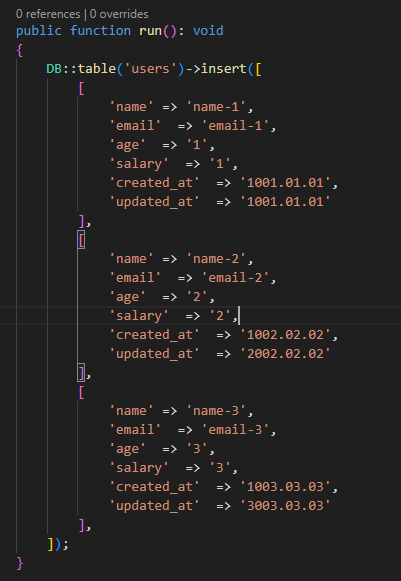 0 references | 0 overrides
public function run(): void
{
    DB::table('users')->insert([
        [
            'name' => 'name-1',
            'email'  => 'email-1',
            'age'  => '1',
            'salary'  => '1',
            'created_at'  => '1001.01.01',
            'updated_at'  => '1001.01.01'
        ],
        [
            'name' => 'name-2',
            'email'  => 'email-2',
            'age'  => '2',
            'salary'  => '2',
            'created_at'  => '1002.02.02',
            'updated_at'  => '2002.02.02'
        ],
        [
            'name' => 'name-3',
            'email'  => 'email-3',
            'age'  => '3',
            'salary'  => '3',
            'created_at'  => '1003.03.03',
            'updated_at'  => '3003.03.03'
        ],
    ]);
}